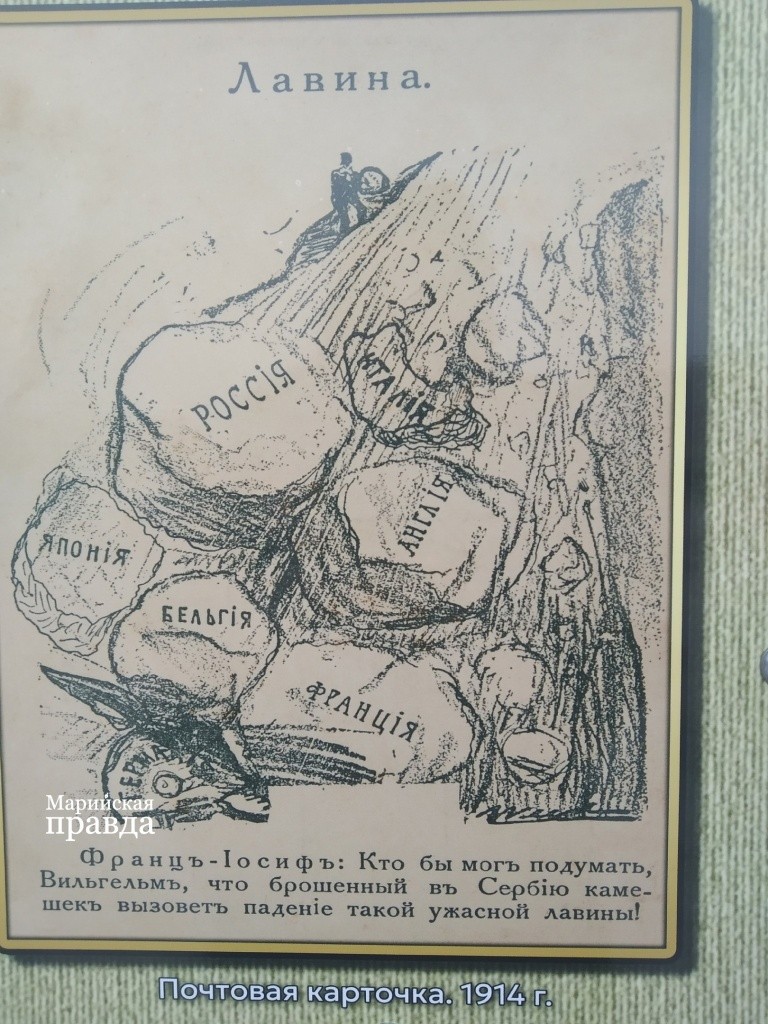 Лавина.
РОССІЯ
ИТАЛІЯ
АНГЛІЯ
ЯПОНІЯ
БЕЛЬГІЯ
ФРАНЦІЯ
Марийская
правда
Францъ-Іосифъ: Кто бы могъ подумать,
Вильгельмъ, что брошенный въ Сербію каме-
шекъ вызоветъ паденіе такой ужасной лавины!
Почтовая карточка. 1914 г.